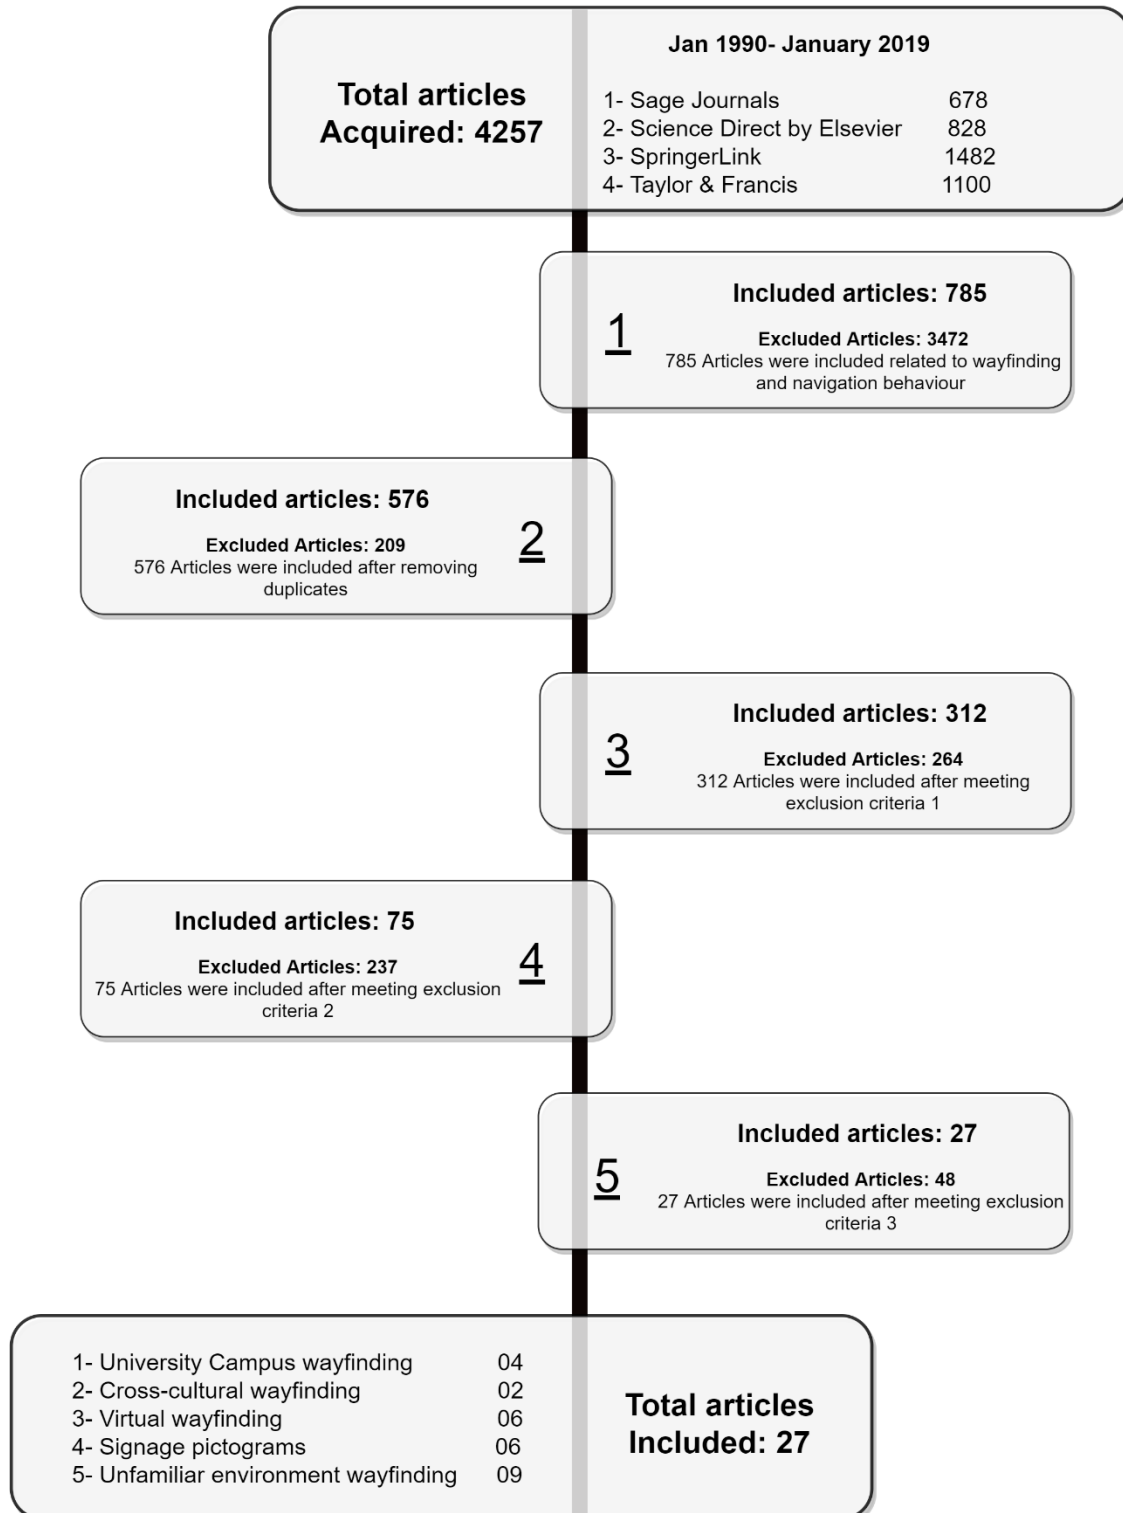 Total articles
Acquired: 4257
Jan 1990- January 2019
1- Sage Journals 678
2- Science Direct by Elsevier 828
3- SpringerLink 1482
4- Taylor & Francis 1100
1
Included articles: 785
Excluded Articles: 3472
785 Articles were included related to wayfinding
and navigation behaviour
Included articles: 576
Excluded Articles: 209
576 Articles were included after removing
duplicates
2
3
Included articles: 312
Excluded Articles: 264
312 Articles were included after meeting
exclusion criteria 1
Included articles: 75
Excluded Articles: 237
75 Articles were included after meeting exclusion
criteria 2
4
5
Included articles: 27
Excluded Articles: 48
27 Articles were included after meeting exclusion
criteria 3
1- University Campus wayfinding 04
2- Cross-cultural wayfinding 02
3- Virtual wayfinding 06
4- Signage pictograms 06
5- Unfamiliar environment wayfinding 09
Total articles
Included: 27